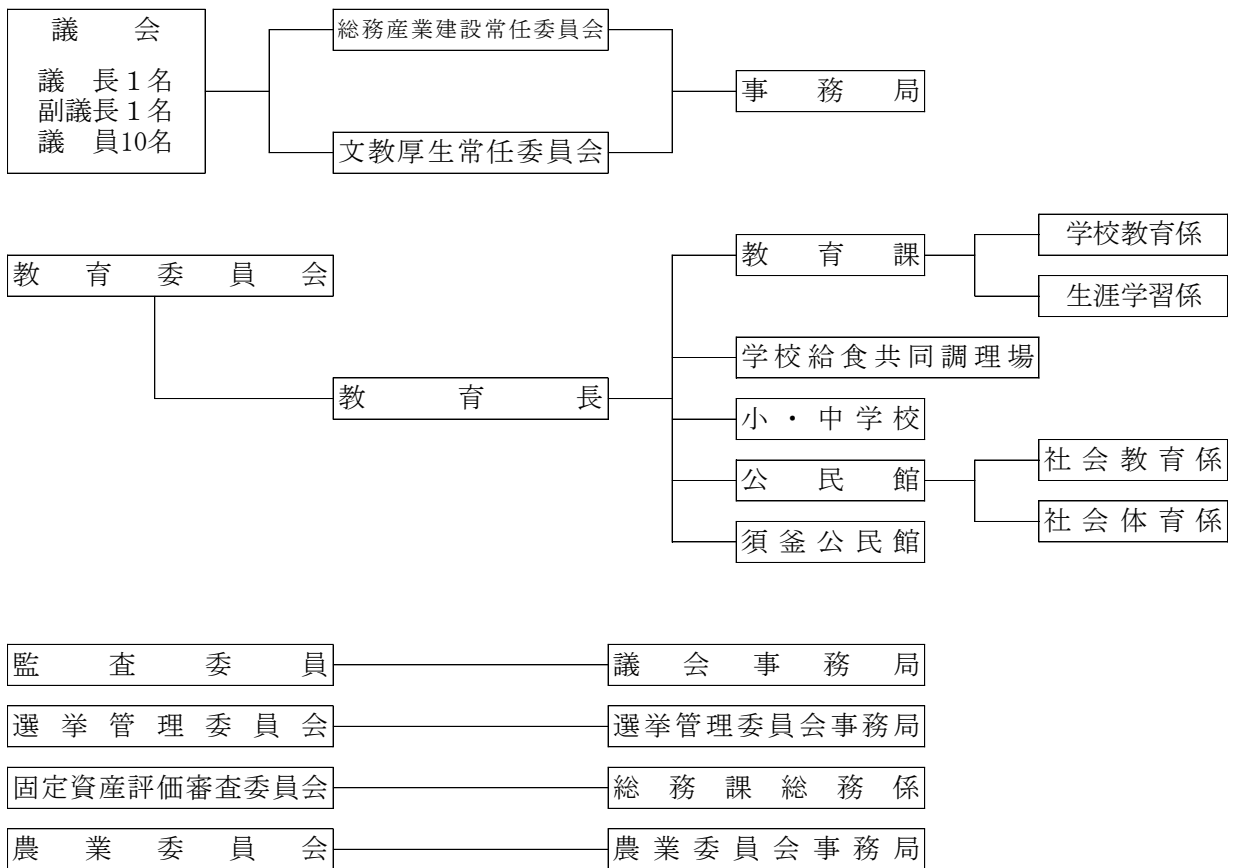 議会
議長1名
副議長1名
議員10名
総務産業建設常任委員会
文教厚生常任委員会
事務局
教育委員会
教育長
教育課
学校教育係
生涯学習係
学校給食共同調理場
小・中学校
公民館
社会教育係
社会体育係
須釜公民館
監査委員
議会事務局
選挙管理委員会
選挙管理委員会事務局
固定資産評価審査委員会
総務課総務係
農業委員会
農業委員会事務局